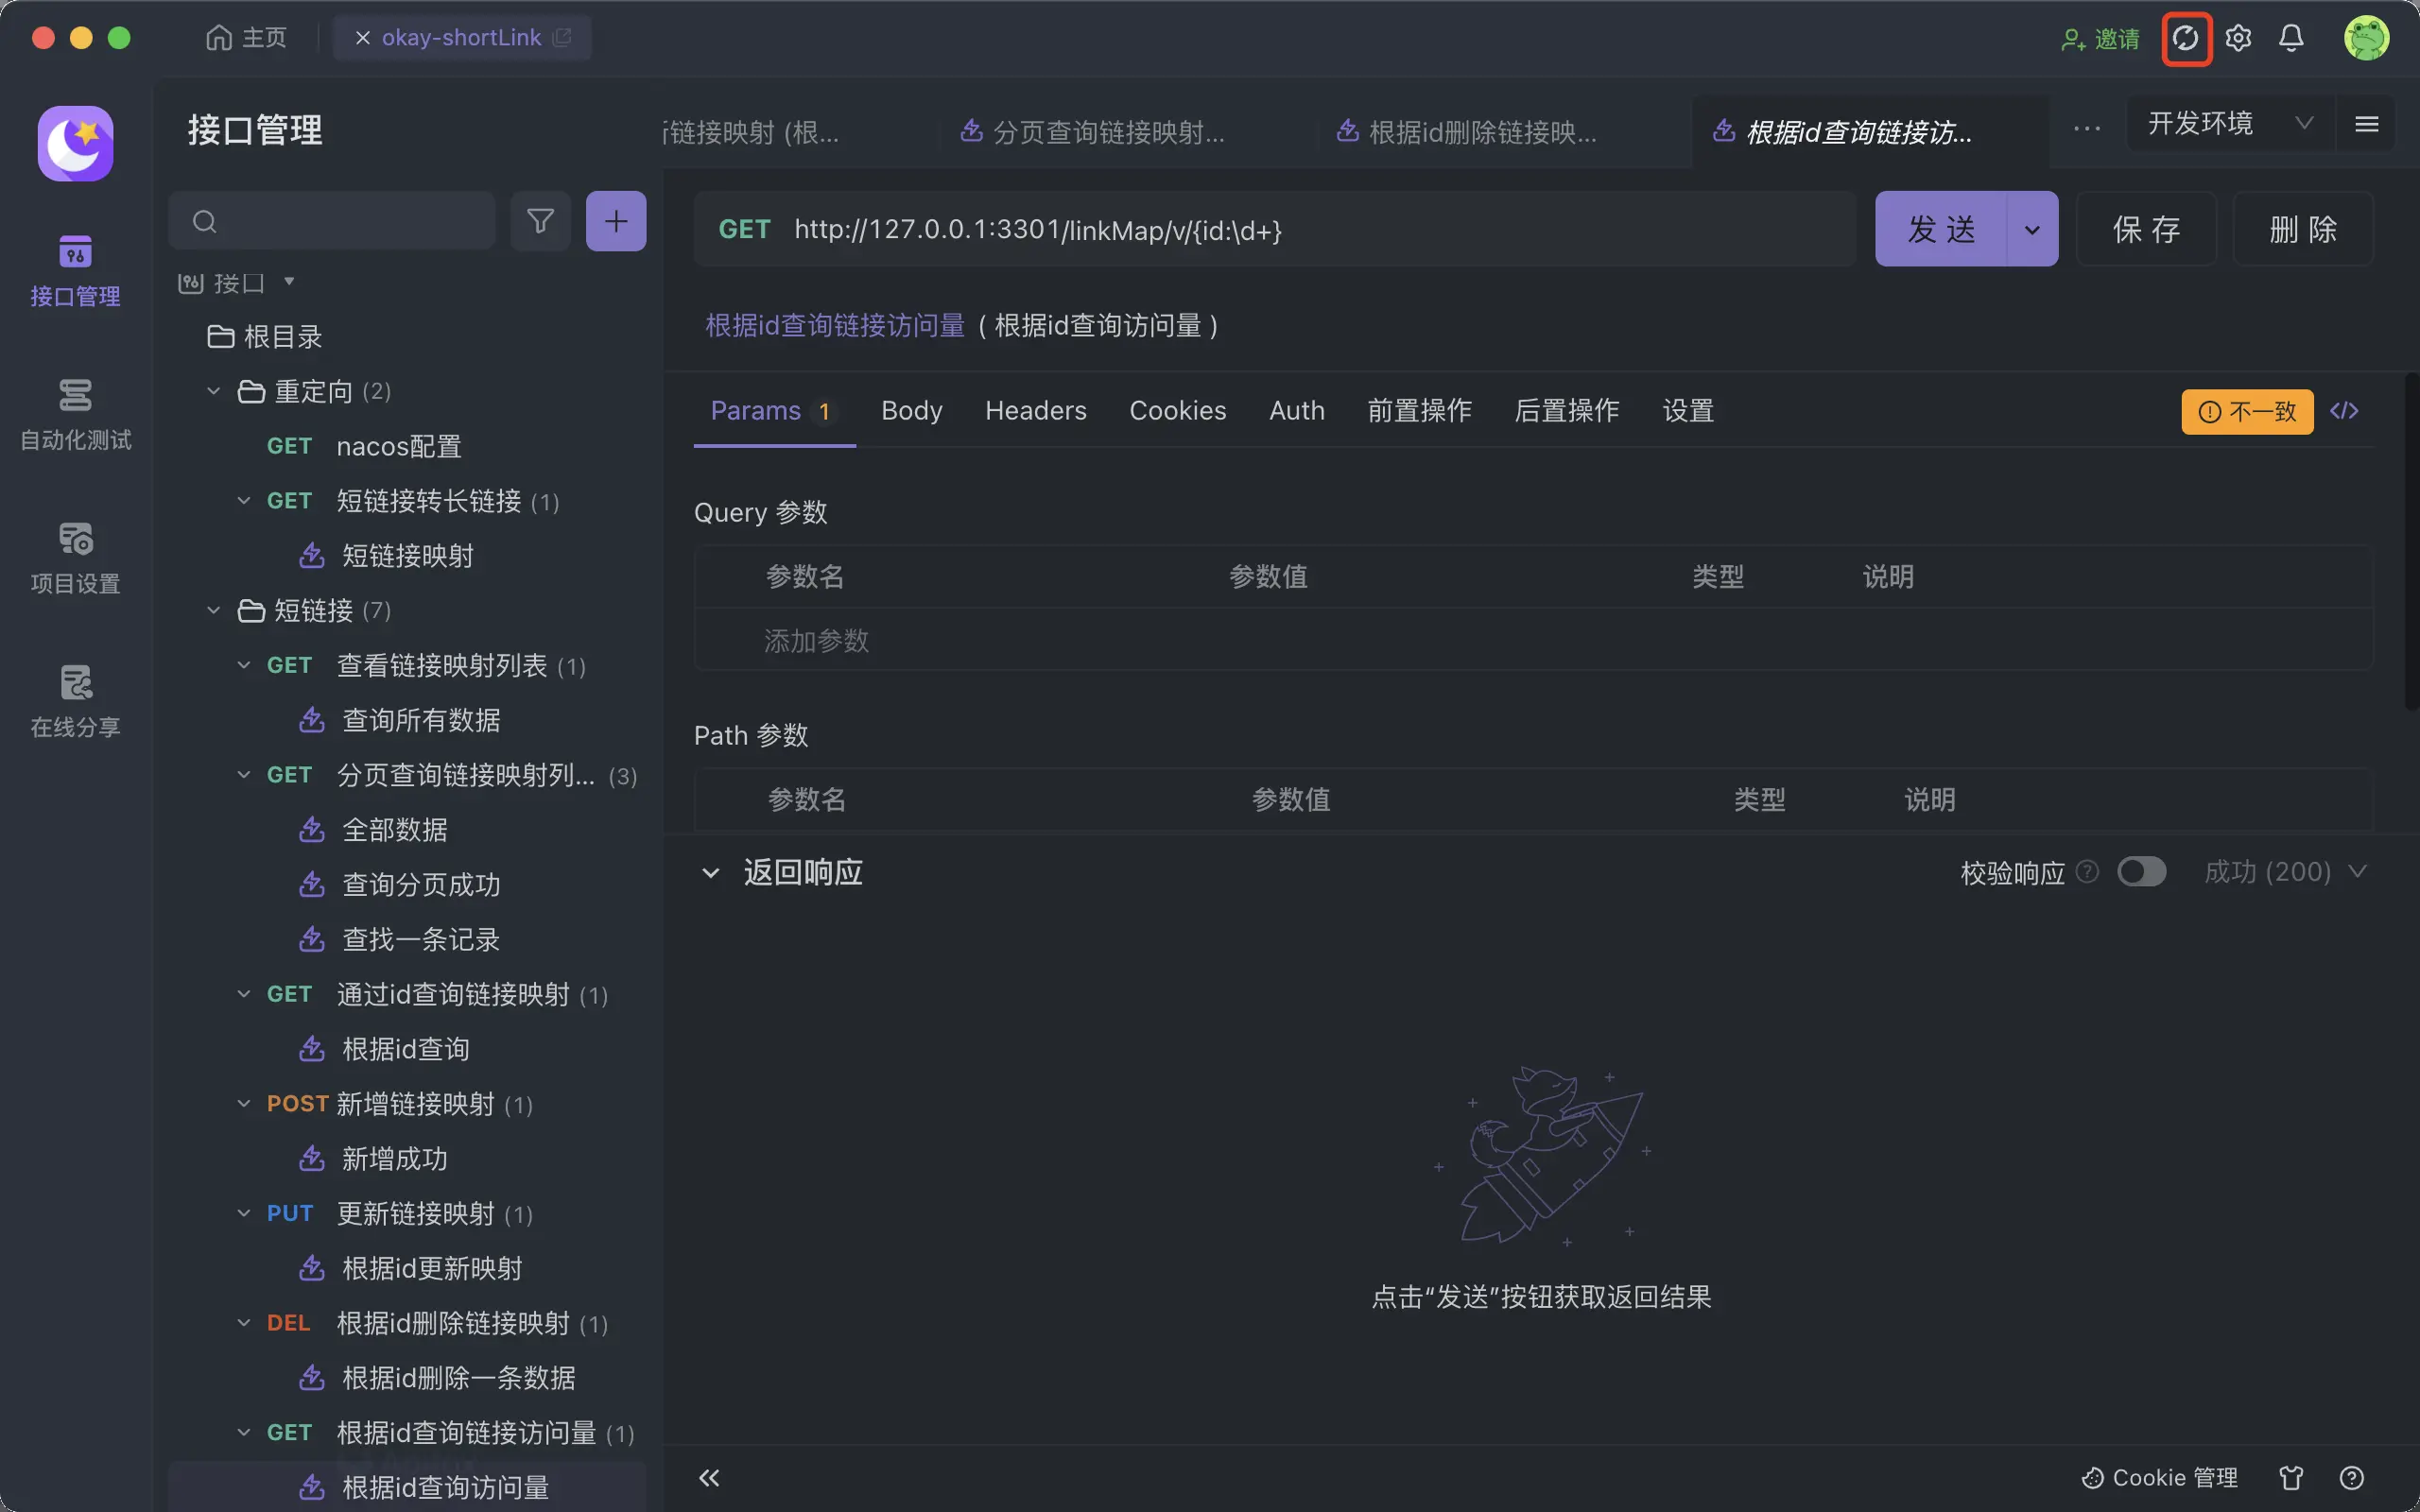 主页
okay-shortLink
邀请
接口管理
自动化测试
项目设置
在线分享
接口管理
接口
根目录
重定向 (2)
GET nacos配置
GET 短链接转长链接 (1)
短链接映射
短链接 (7)
GET 查看链接映射列表 (1)
查询所有数据
GET 分页查询链接映射列... (3)
全部数据
查询分页成功
查找一条记录
GET 通过id查询链接映射 (1)
根据id查询
POST 新增链接映射 (1)
新增成功
PUT 更新链接映射 (1)
根据id更新映射
DEL 根据id删除链接映射 (1)
根据id删除一条数据
GET 根据id查询链接访问量 (1)
根据id查询访问量
链接映射 (根...
分页查询链接映射...
根据id删除链接映...
根据id查询链接访...
...
开发环境
GET http://127.0.0.1:3301/linkMap/v/{id:\d+}
发 送
保 存
删 除
根据id查询链接访问量 ( 根据id查询访问量 )
Params 1 Body Headers Cookies Auth 前置操作 后置操作 设置
不一致
Query 参数
参数名 参数值 类型 说明
添加参数
Path 参数
参数名 参数值 类型 说明
返回响应
校验响应
成功 (200)
点击“发送”按钮获取返回结果
Cookie 管理